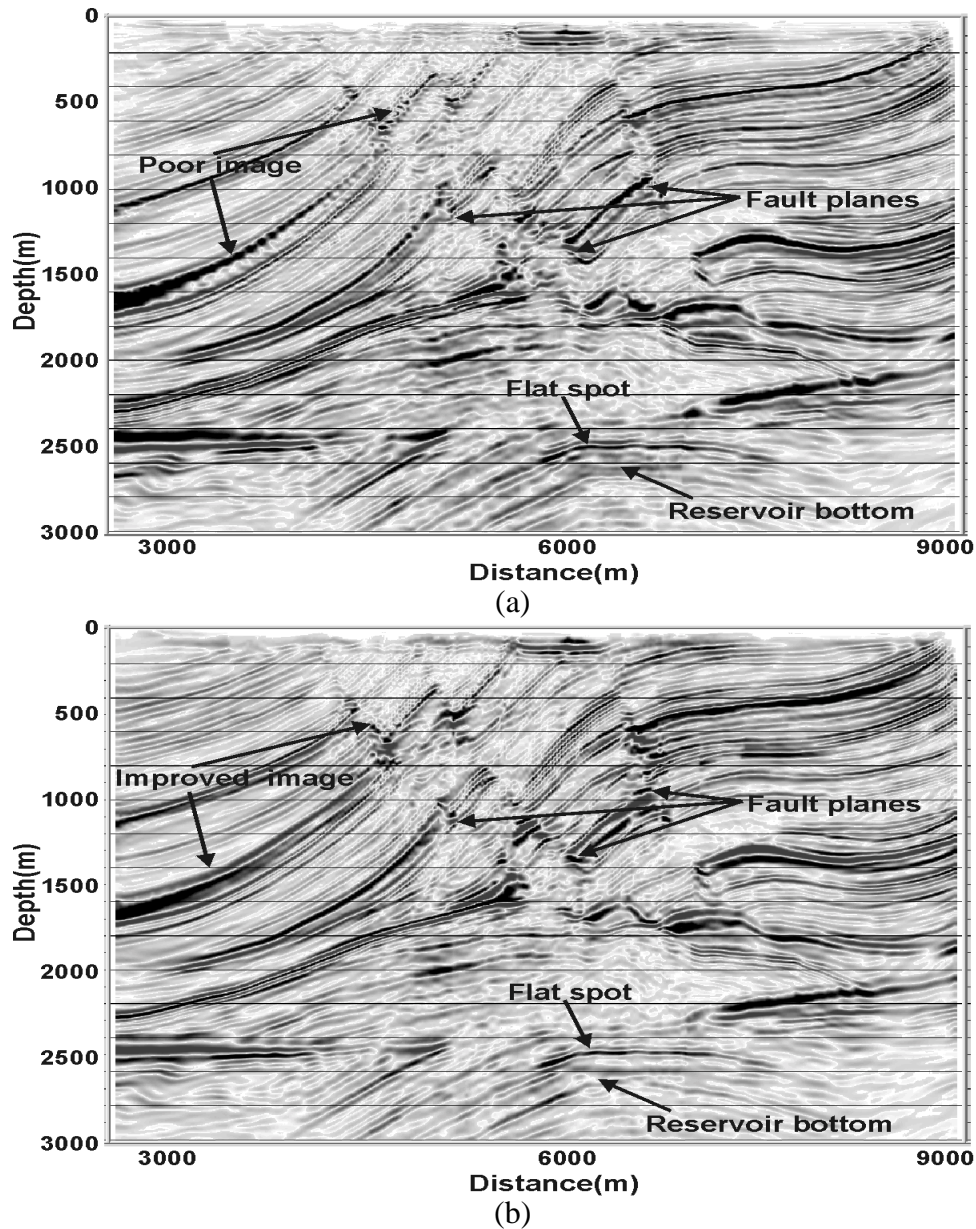 0
500
Poor image
1000
Fault planes
Depth(m)
1500
2000
Flat spot
2500
Reservoir bottom
3000
3000 6000 9000
Distance(m)
(a)
0
500
Improved image
1000
Fault planes
Depth(m)
1500
2000
Flat spot
2500
Reservoir bottom
3000
3000 6000 9000
Distance(m)
(b)